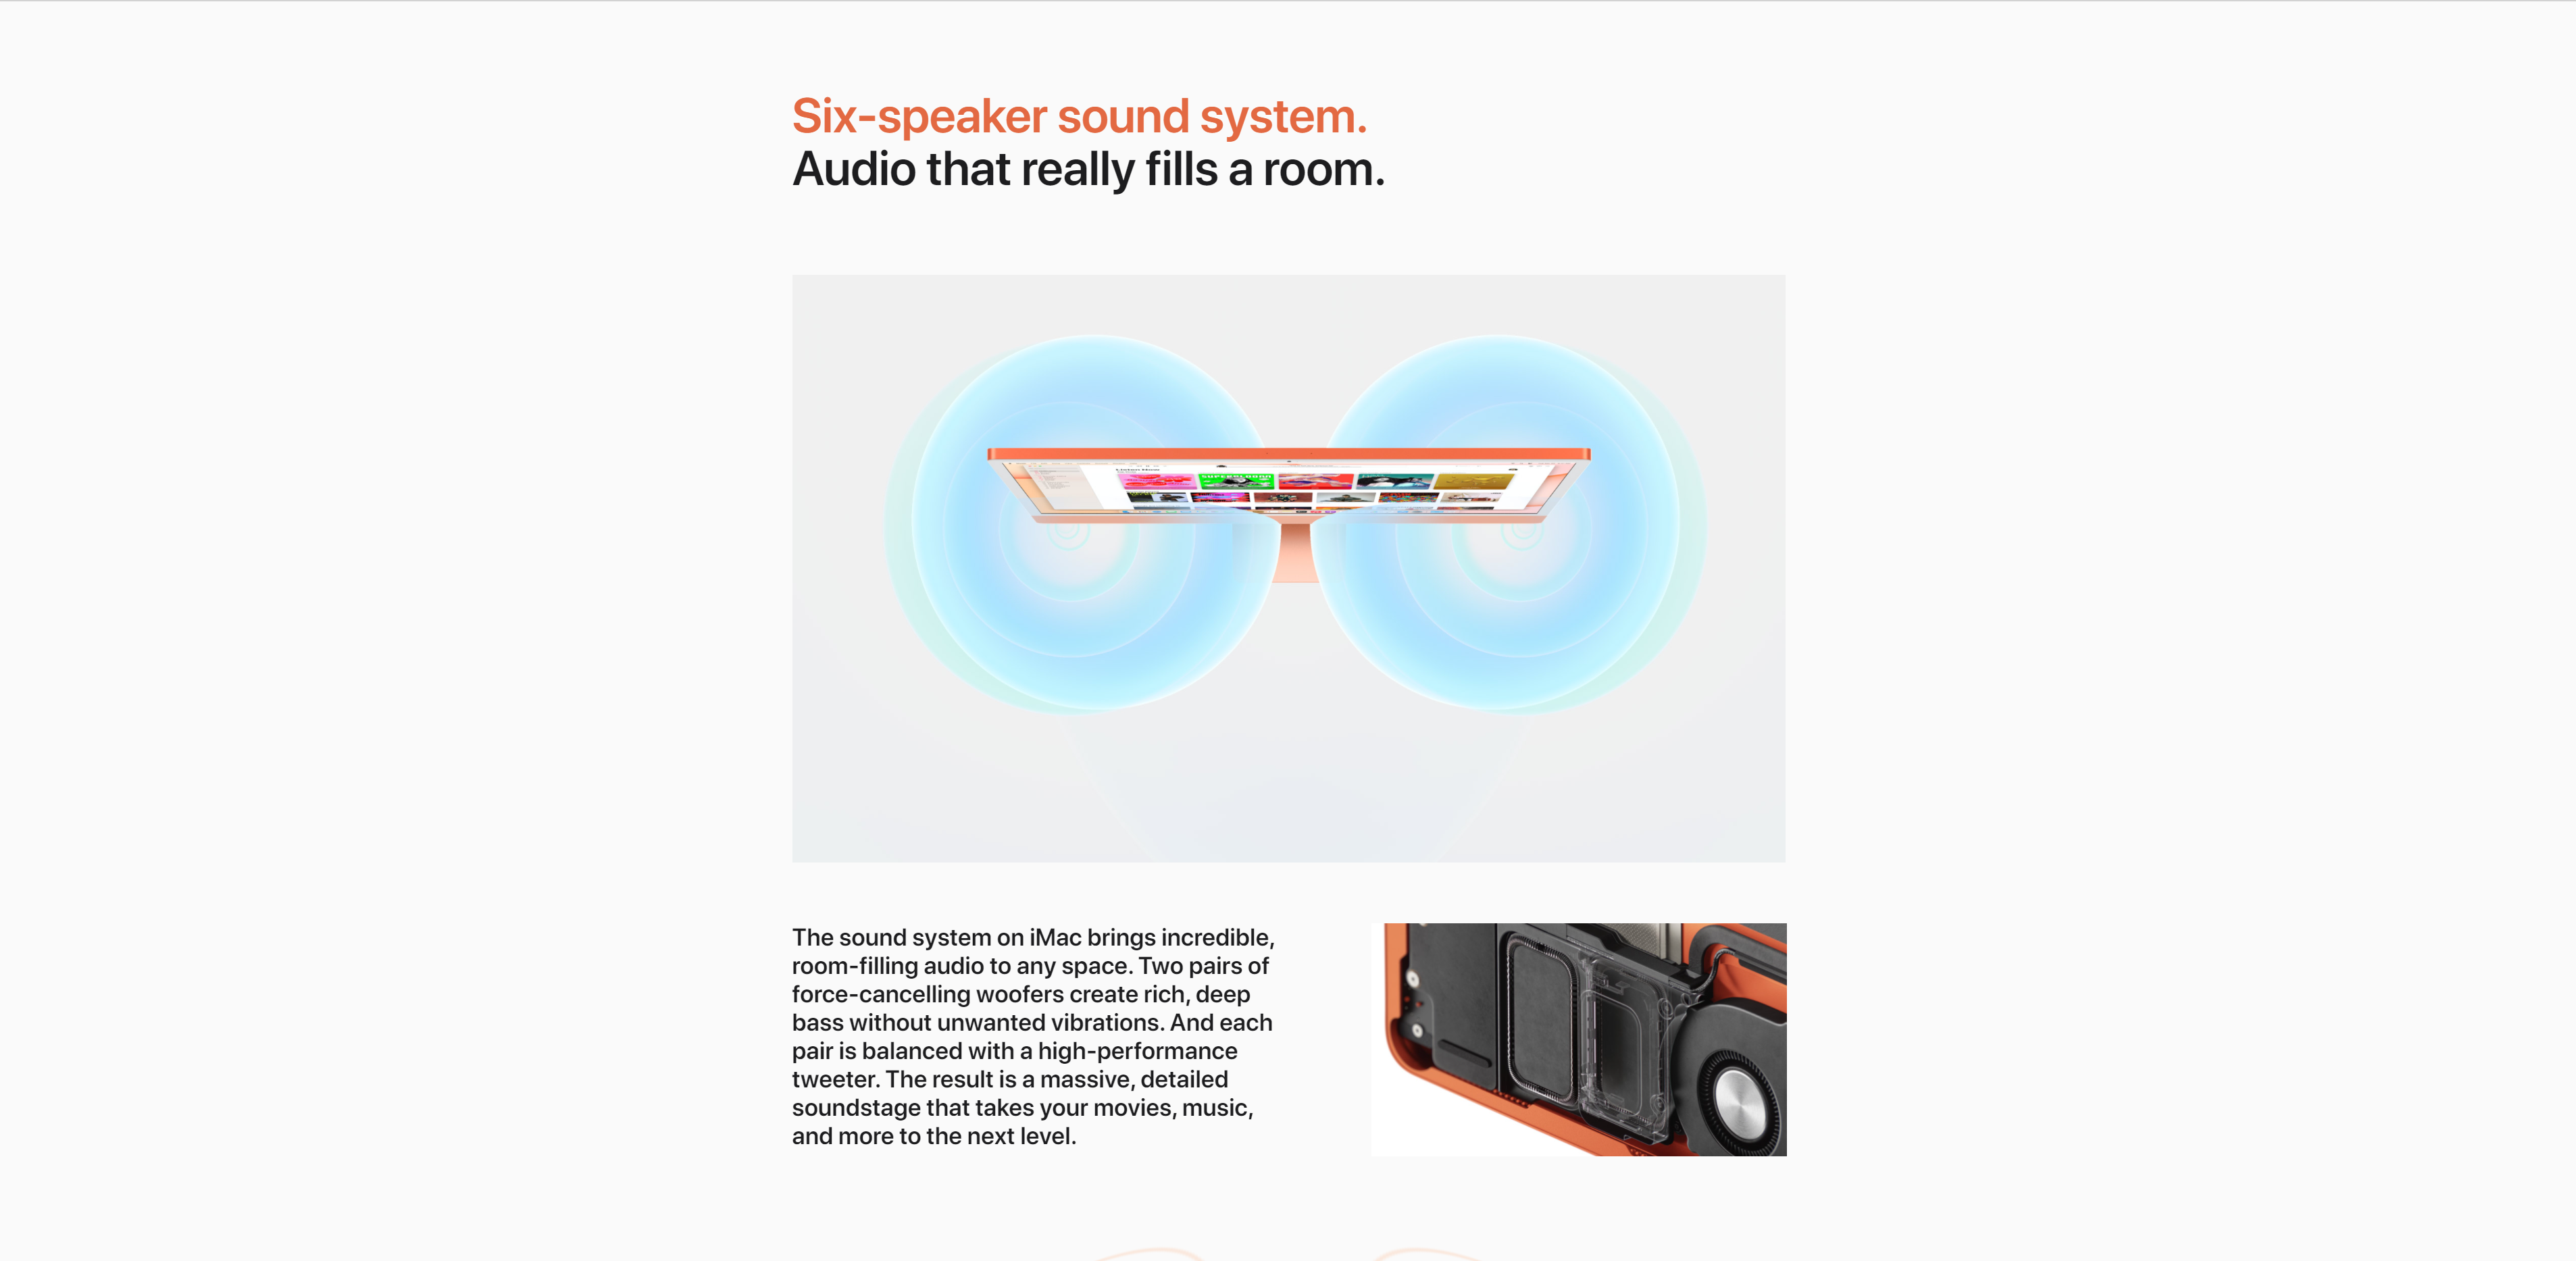 Six-speaker sound system.
Audio that really fills a room.
The sound system on iMac brings incredible,
room-filling audio to any space. Two pairs of
force-cancelling woofers create rich, deep
bass without unwanted vibrations. And each
pair is balanced with a high-performance
tweeter. The result is a massive, detailed
soundstage that takes your movies, music,
and more to the next level.